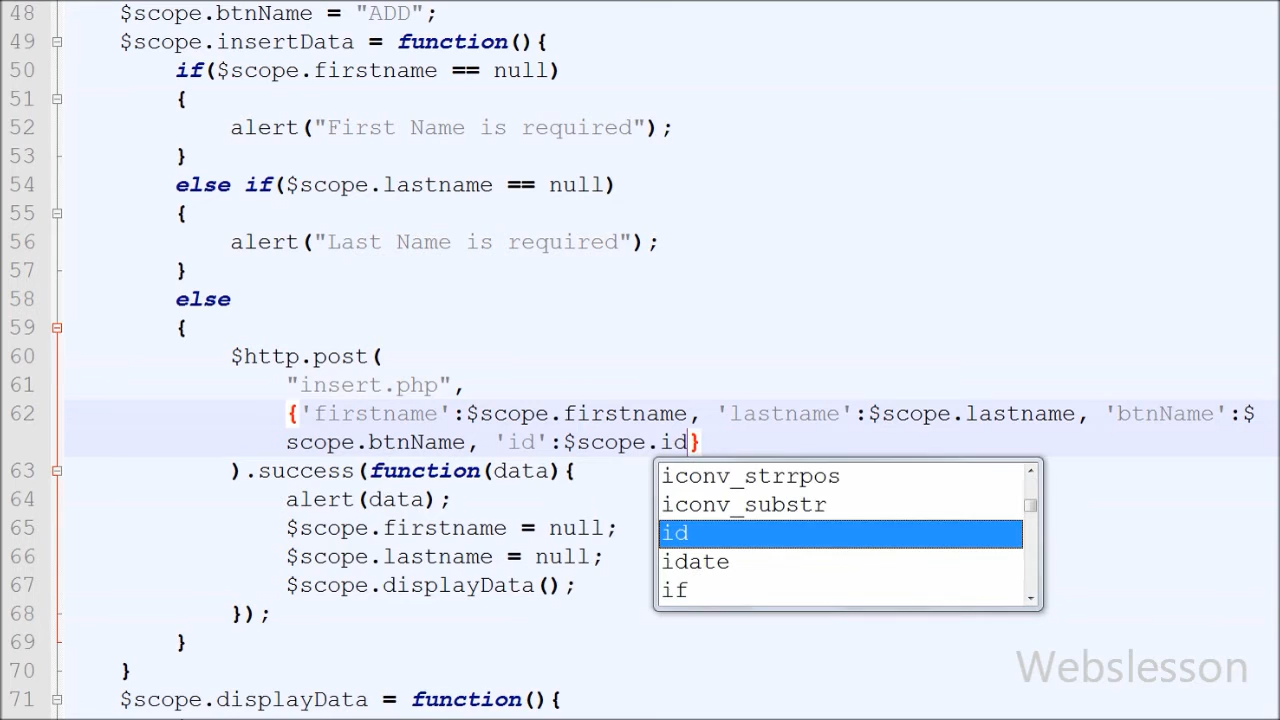 48 $scope.btnName = "ADD";
49 $scope.insertData = function(){
50 if($scope.firstname == null)
51 {
52 alert("First Name is required");
53 }
54 else if($scope.lastname == null)
55 {
56 alert("Last Name is required");
57 }
58 else
59 {
60 $http.post(
61 "insert.php",
62 {'firstname':$scope.firstname, 'lastname':$scope.lastname, 'btnName':$
scope.btnName, 'id':$scope.id}
63 ).success(function(data){
64 alert(data);
65 $scope.firstname = null;
66 $scope.lastname = null;
67 $scope.displayData();
68 });
69 }
70 }
71 $scope.displayData = function(){
iconv_strrpos
iconv_substr
id
idate
if
Webslesson